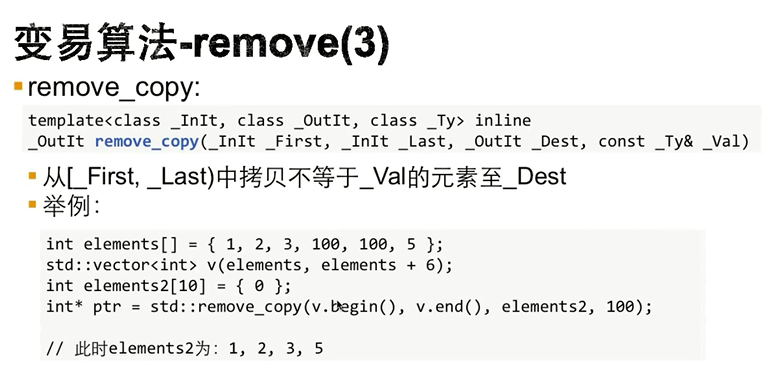 变易算法-remove(3)
remove_copy:
template<class _InIt, class _OutIt, class _Ty> inline
_OutIt remove_copy(_InIt _First, _InIt _Last, _OutIt _Dest, const _Ty& _Val)
从[_First, _Last)中拷贝不等于_Val的元素至_Dest
举例：
int elements[] = { 1, 2, 3, 100, 100, 5 };
std::vector<int> v(elements, elements + 6);
int elements2[10] = { 0 };
int* ptr = std::remove_copy(v.begin(), v.end(), elements2, 100);
// 此时elements2为：1, 2, 3, 5